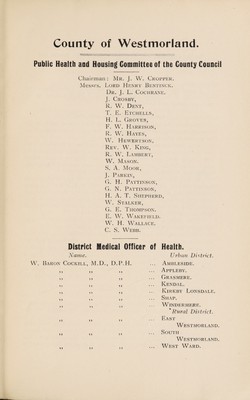 County of Westmorland.
Public Health and Housing Committee of the County Council
Chairman: Mr. J. W. Cropper.
Messrs. Lord Henry Bentinck.
Dr. J. L. Cochrane.
J. Crosby,
R. W. Dent,
T. E. Etchells,
H. L. Groves,
F. W. Harrison,
R. W. Hayes,
W. Hewertson,
Rev. W. King,
R. W. Lambert,
W. Mason.
S. A. Moor,
J. Parkin,
G. H. Pattinson,
G. N. Pattinson,
H. A. T. Shepherd,
W. Stalker,
G. E. Thompson,
E. W. Wakefield.
W. H. Wallace.
C. S. Webb.
District Medical Officer of Health.
Name. Urban District.
W. Baron Cockill, M.D., D.P.H. ... Ambleside.
,, ,, ,, ... Appleby.
,, ,, ,, ... Grasmere.
,, ,, ,, ... Kendal.
,, ,, ,, ... Kirkby Lonsdale.
,, ,, ,, ... Shap.
,, ,, ,, ... Windermere.
Rural District.
,, ,, ,, ... East
Westmorland.
,, ,, ,, ... South
Westmorland.
,, ,, ,, ... West Ward.